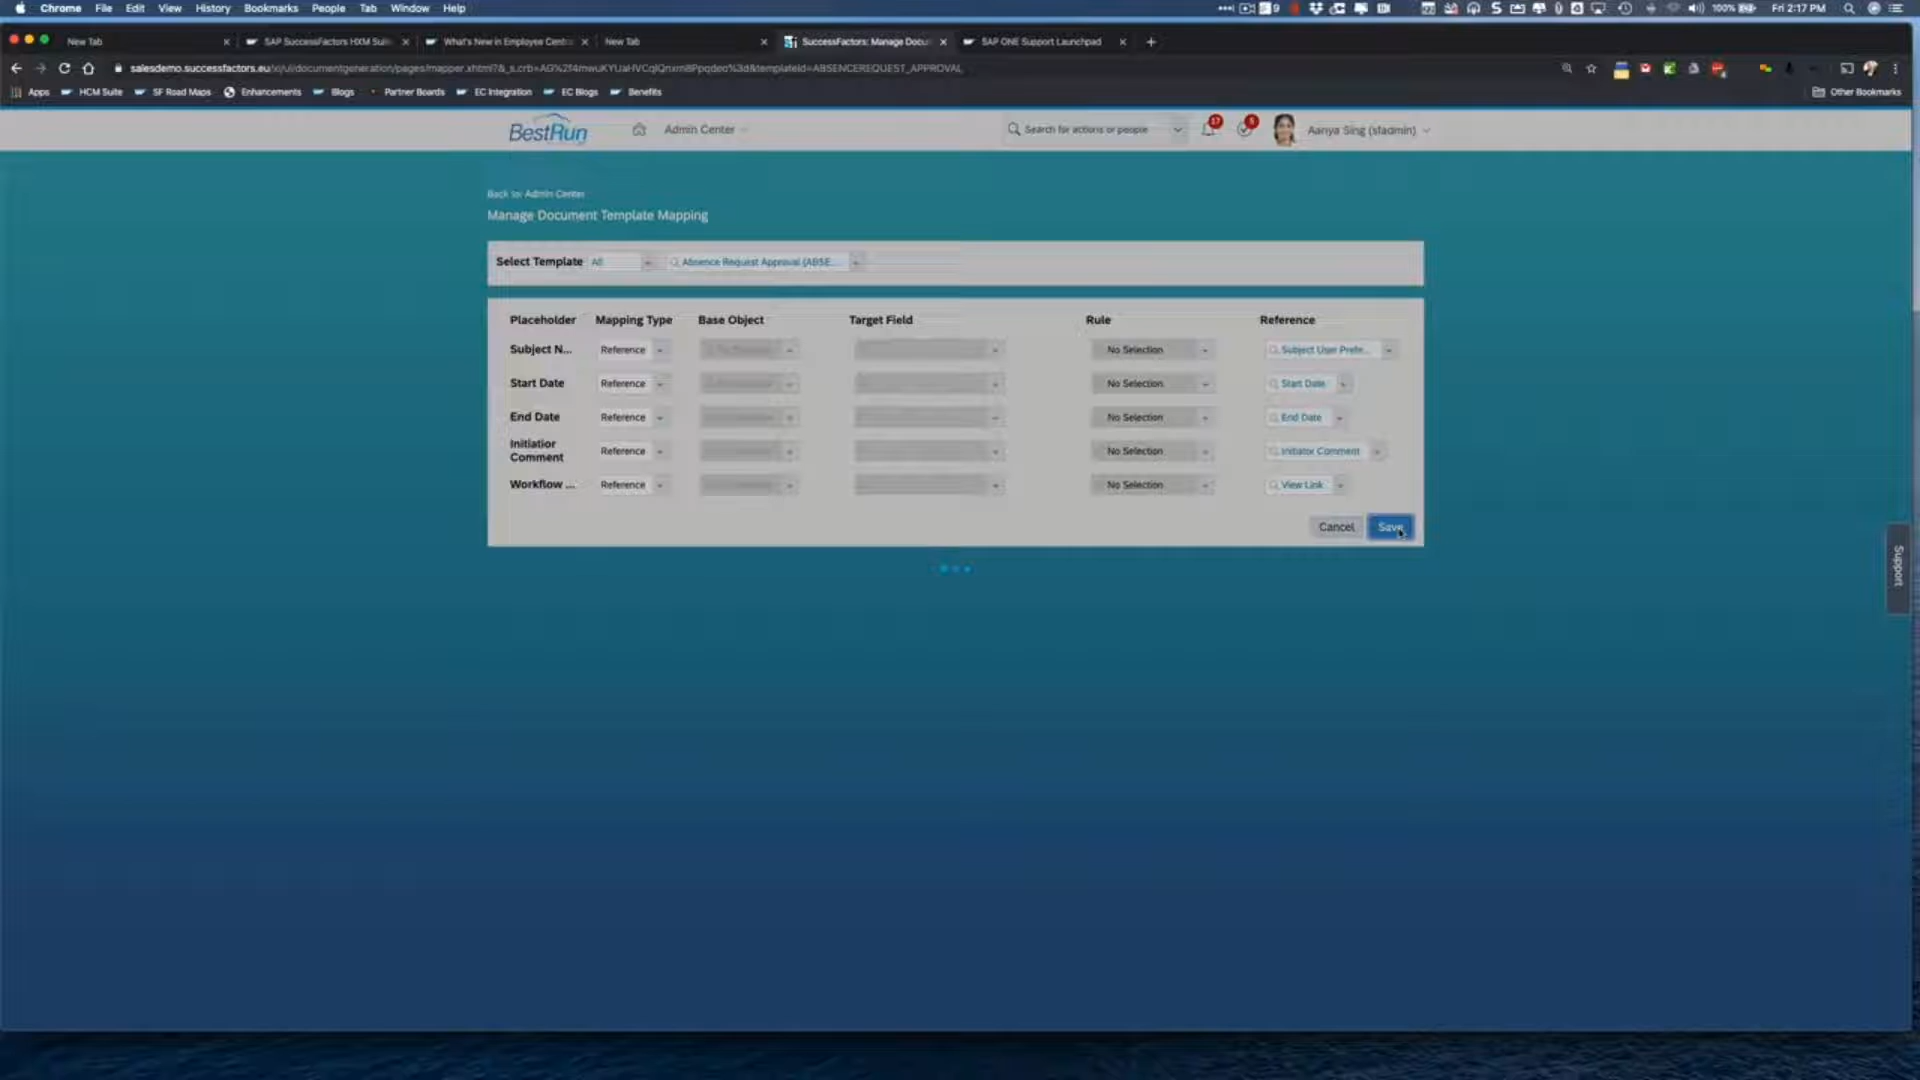 Chrome File Edit View History Bookmarks People Tab Window Help
9 100% Fri 2:17 PM
New Tab
SAP SuccessFactors HXM Suit
What's New in Employee Centr
New Tab
SuccessFactors: Manage Docu
SAP ONE Support Launchpad
Apps HCM Suite SF Road Maps Enhancements Blogs Partner Boards EC Integration EC Blogs Benefits Other Bookmarks
BestRun Admin Center Search for actions or people 17 5 Aanya Sing (sfadmin)
Back to: Admin Center
Manage Document Template Mapping
Select Template All Absence Request Approval (ABSE...
Placeholder Mapping Type Base Object Target Field Rule Reference
Subject N... Reference No Selection Subject User Prefe...
Start Date Reference No Selection Start Date
End Date Reference No Selection End Date
Initiatior
Comment Reference No Selection Initiator Comment
Workflow ... Reference No Selection View Link
Cancel Save
Support